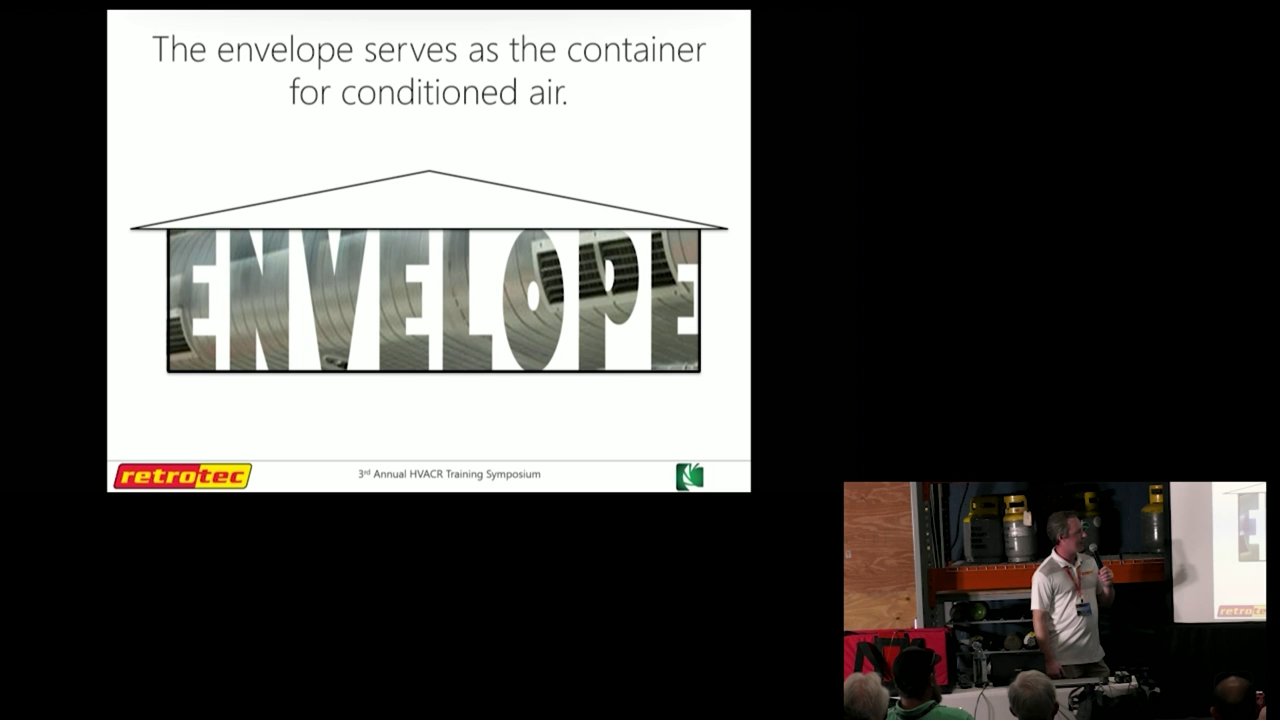 The envelope serves as the container
for conditioned air.
ENVELOPE
retrotec
3rd Annual HVACR Training Symposium